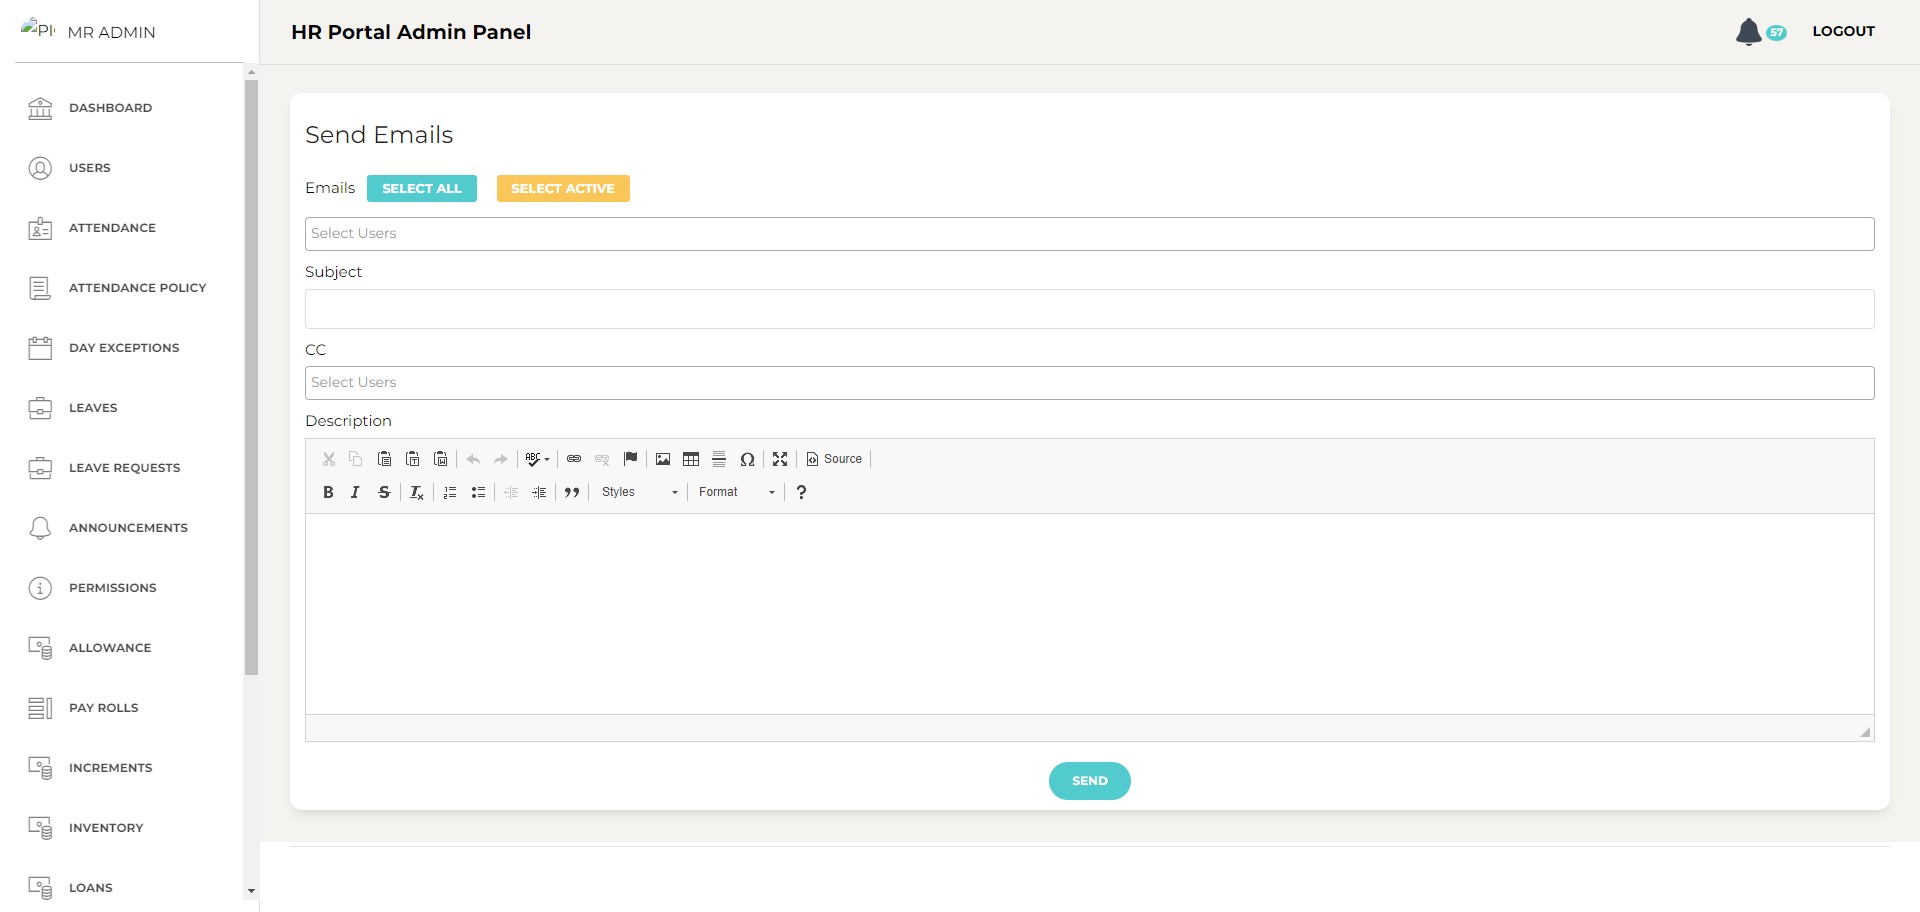 MR ADMIN
HR Portal Admin Panel
57
LOGOUT
DASHBOARD
USERS
ATTENDANCE
ATTENDANCE POLICY
DAY EXCEPTIONS
LEAVES
LEAVE REQUESTS
ANNOUNCEMENTS
PERMISSIONS
ALLOWANCE
PAY ROLLS
INCREMENTS
INVENTORY
LOANS
Send Emails
Emails SELECT ALL SELECT ACTIVE
Select Users
Subject
CC
Select Users
Description
ABC Ω Source
B I S Tx Styles Format ?
SEND